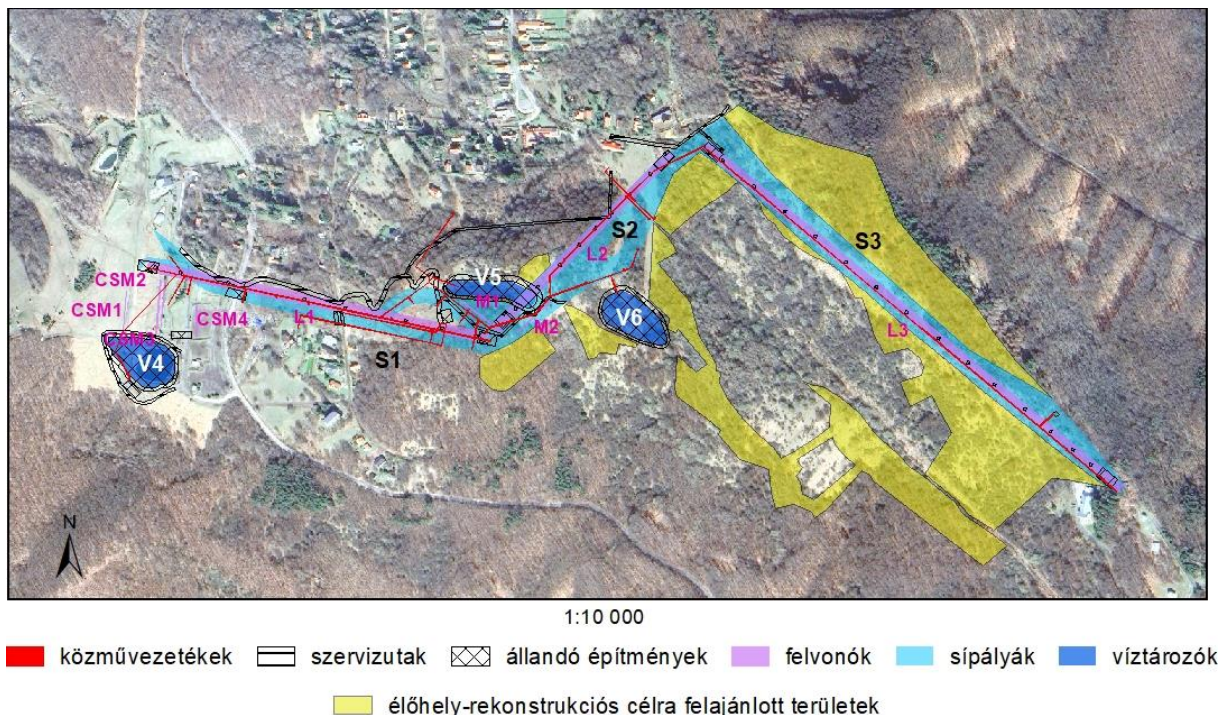 S2
S3
CSM2
V5
L2
M1
CSM1
CSM4
L1
M2
V6
L3
CSM3
V4
S1
N
1:10 000
közművezetékek szervizutak állandó építmények felvonók sípályák víztározók
élőhely-rekonstrukciós célra felajánlott területek